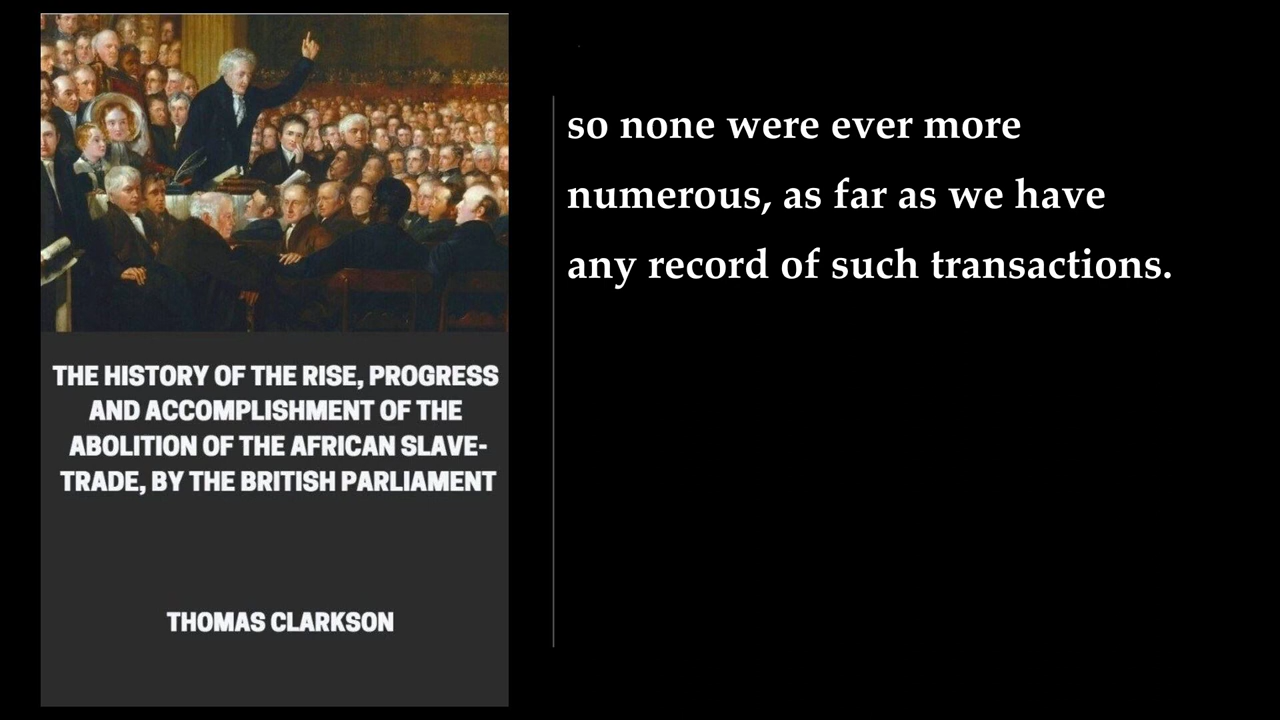 THE HISTORY OF THE RISE, PROGRESS
AND ACCOMPLISHMENT OF THE
ABOLITION OF THE AFRICAN SLAVE-
TRADE, BY THE BRITISH PARLIAMENT
THOMAS CLARKSON
so none were ever more
numerous, as far as we have
any record of such transactions.